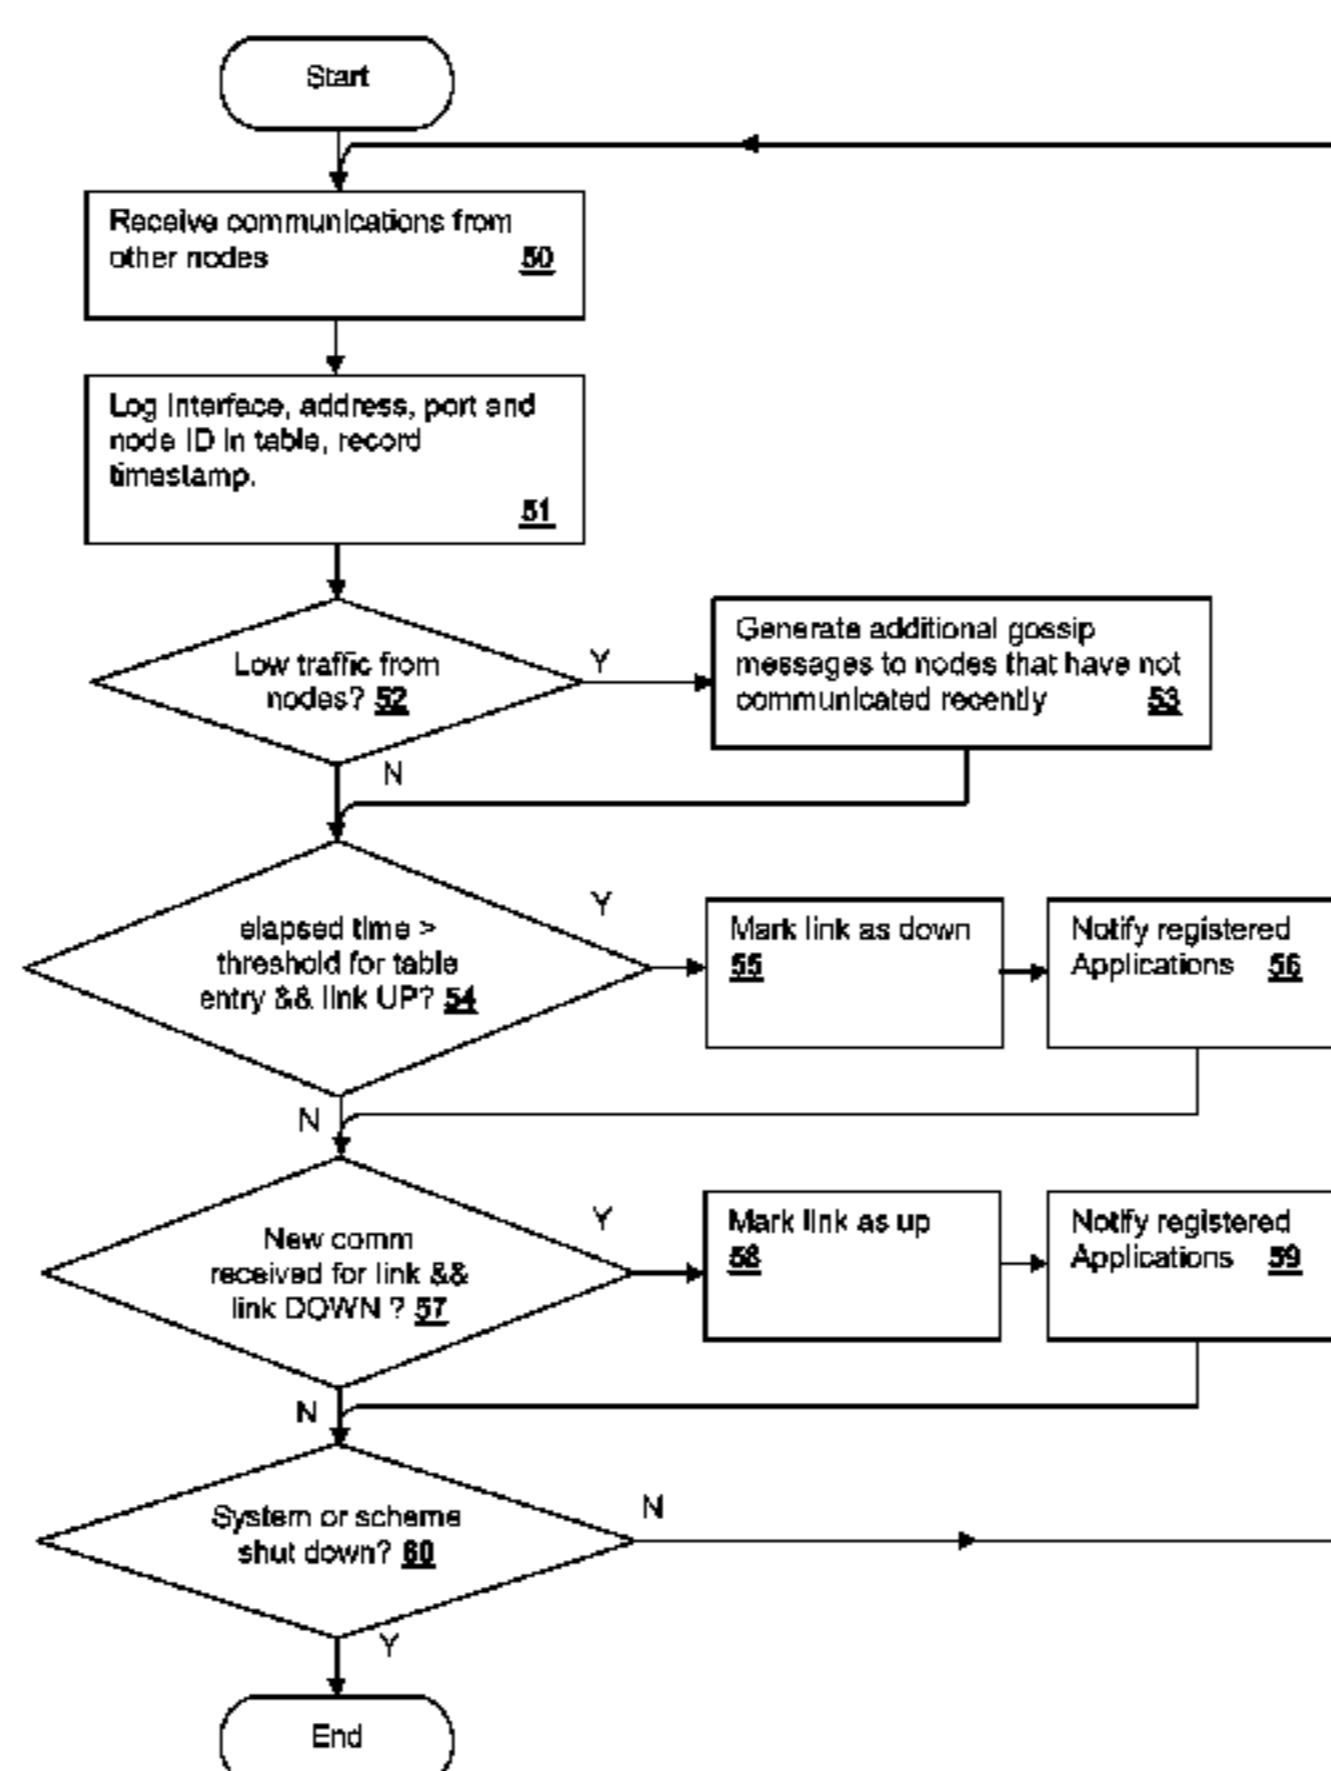 Start
Receive communications from
other nodes 50
Log Interface, address, port and
node ID in table, record
timestamp.
51
Low traffic from
nodes? 52
Y
Generate additional gossip
messages to nodes that have not
communicated recently 53
N
elapsed time >
threshold for table
entry && link UP? 54
Y
Mark link as down
55
Notify registered
Applications 56
N
New comm
received for link &&
link DOWN ? 57
Y
Mark link as up
58
Notify registered
Applications 59
N
System or scheme
shut down? 60
N
Y
End